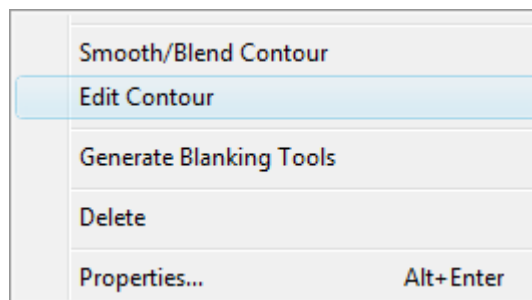 Smooth/Blend Contour
Edit Contour
Generate Blanking Tools
Delete
Properties... Alt+Enter